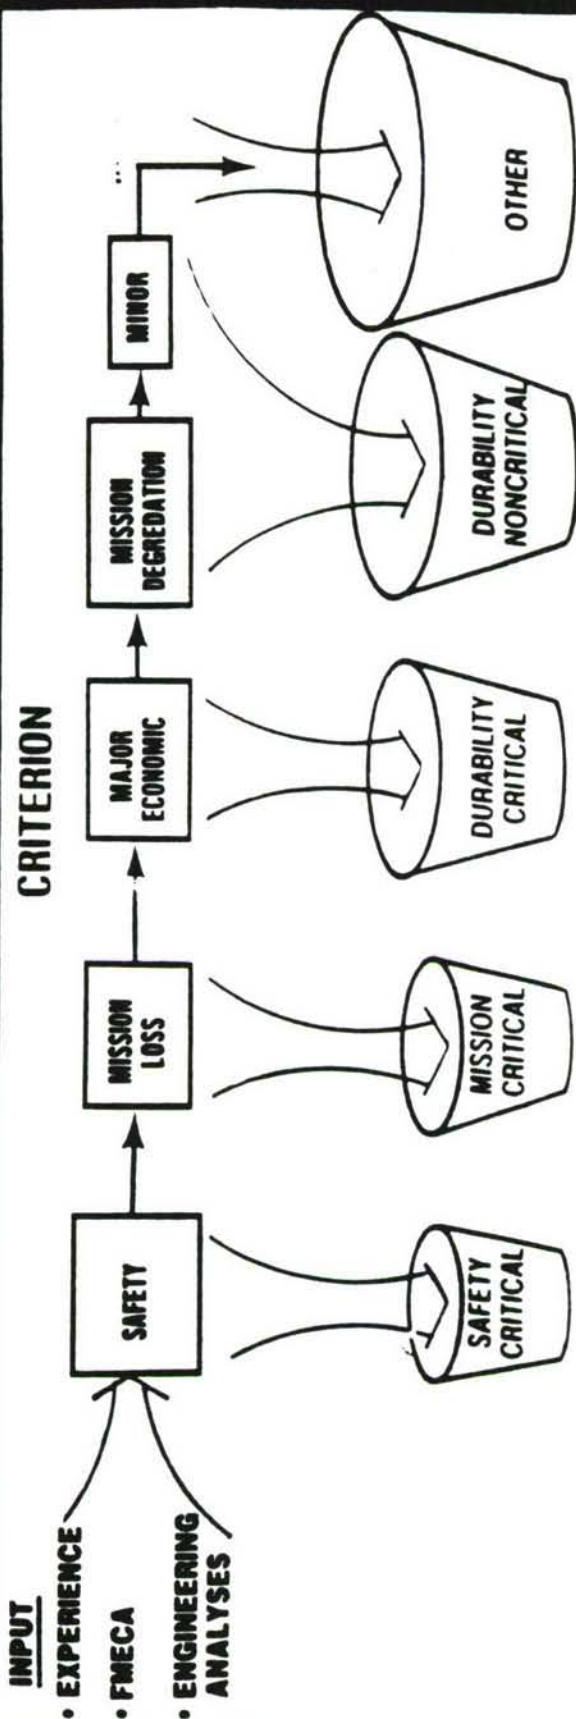 CRITERION
INPUT
• EXPERIENCE
• FMECA
• ENGINEERING
ANALYSES
SAFETY
MISSION
LOSS
MAJOR
ECONOMIC
MISSION
DEGREDATION
MINOR
...
SAFETY
CRITICAL
MISSION
CRITICAL
DURABILITY
CRITICAL
DURABILITY
NONCRITICAL
OTHER